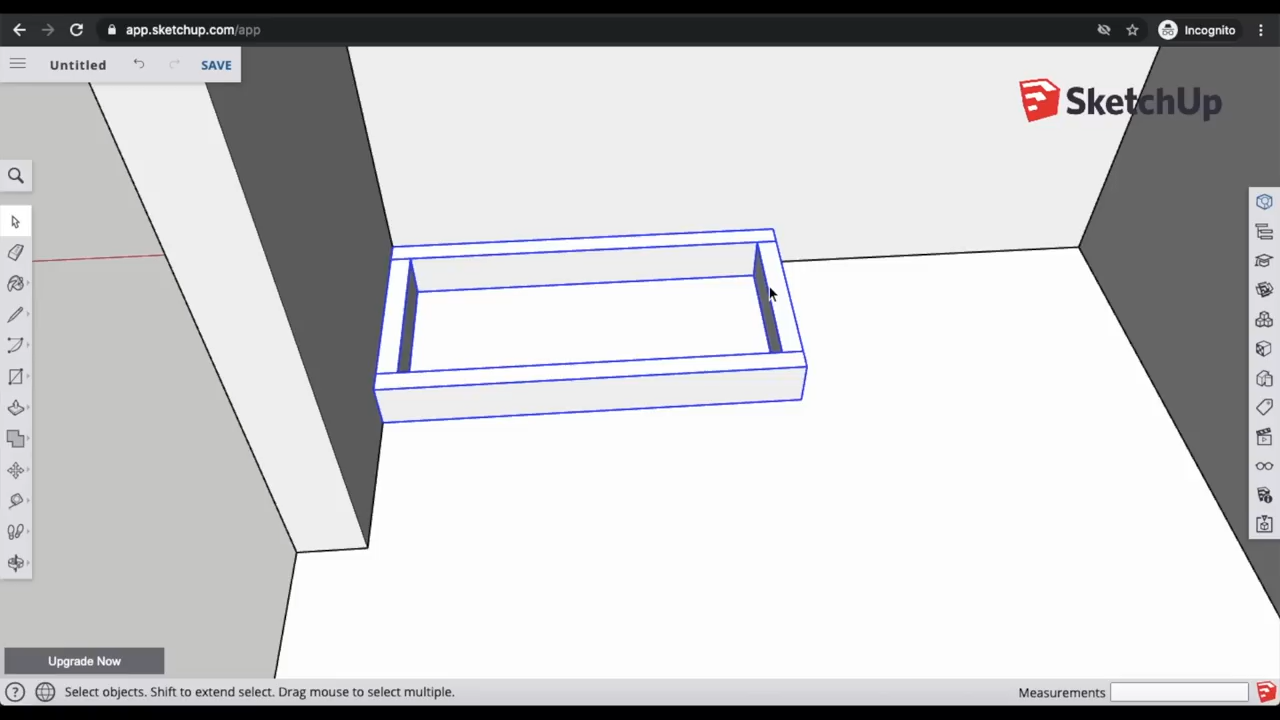 app.sketchup.com/app
Incognito
Untitled
SAVE
SketchUp
Upgrade Now
Select objects. Shift to extend select. Drag mouse to select multiple.
Measurements